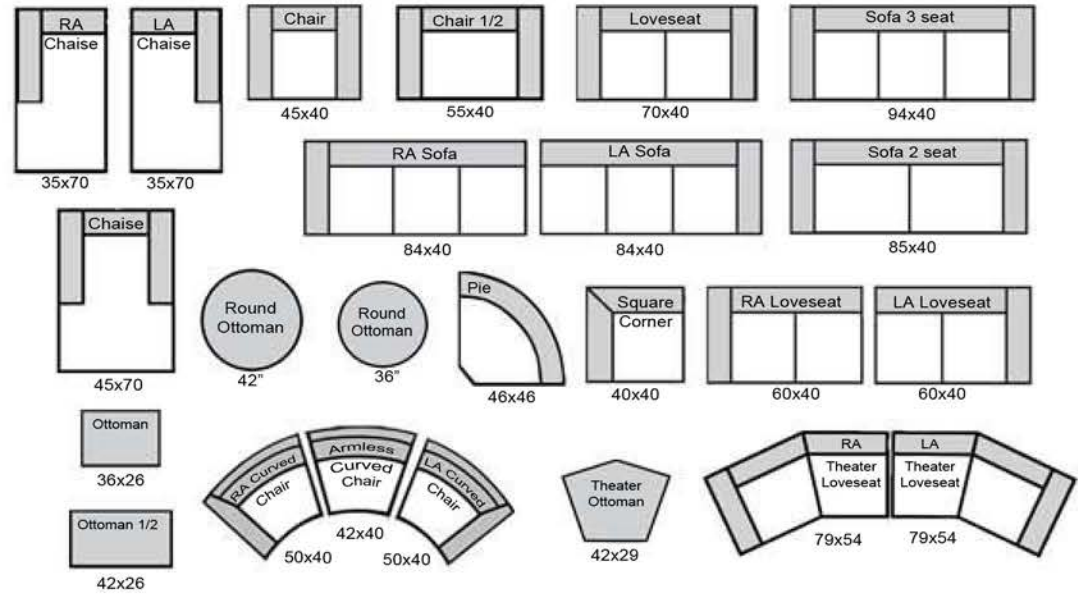 RA
Chaise
35x70
LA
Chaise
35x70
Chair
45x40
Chair 1/2
55x40
Loveseat
70x40
Sofa 3 seat
94x40
RA Sofa
84x40
LA Sofa
84x40
Sofa 2 seat
85x40
Chaise
45x70
Round
Ottoman
42"
Round
Ottoman
36"
Pie
46x46
Square
Corner
40x40
RA Loveseat
60x40
LA Loveseat
60x40
Ottoman
36x26
Ottoman 1/2
42x26
RA Curved
Chair
50x40
Armless
Curved
Chair
42x40
LA Curved
Chair
50x40
Theater
Ottoman
42x29
RA
Theater
Loveseat
79x54
LA
Theater
Loveseat
79x54